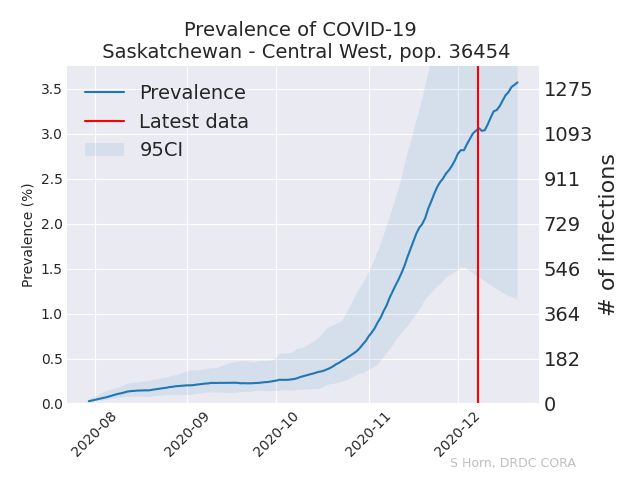 Prevalence of COVID-19
Saskatchewan - Central West, pop. 36454
Prevalence
Latest data
95CI
Prevalence (%)
3.5
3.0
2.5
2.0
1.5
1.0
0.5
0.0
1275
1093
911
729
546
364
182
0
# of infections
2020-08
2020-09
2020-10
2020-11
2020-12
S Horn, DRDC CORA